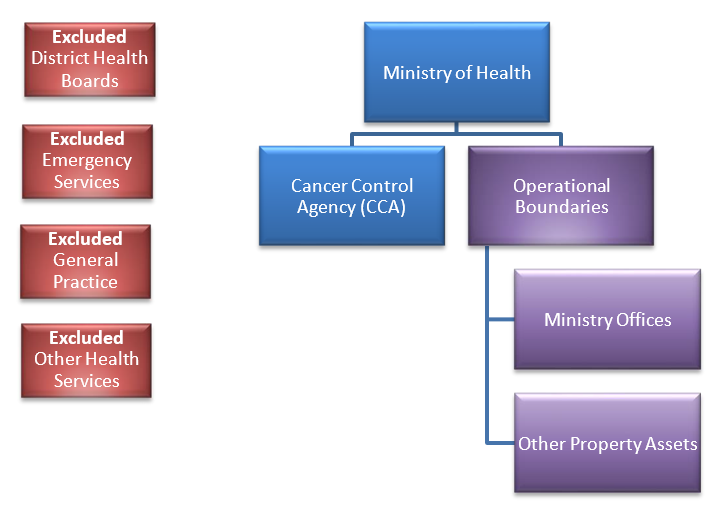 Excluded
District Health
Boards
Excluded
Emergency
Services
Excluded
General
Practice
Excluded
Other Health
Services
Ministry of Health
Cancer Control
Agency (CCA)
Operational
Boundaries
Ministry Offices
Other Property Assets